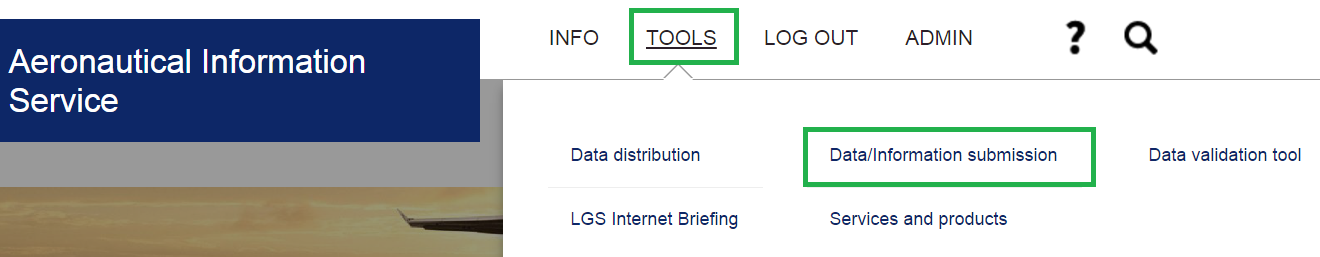 Aeronautical Information
Service
INFO TOOLS LOG OUT ADMIN ?
Data distribution Data/Information submission Data validation tool
LGS Internet Briefing Services and products